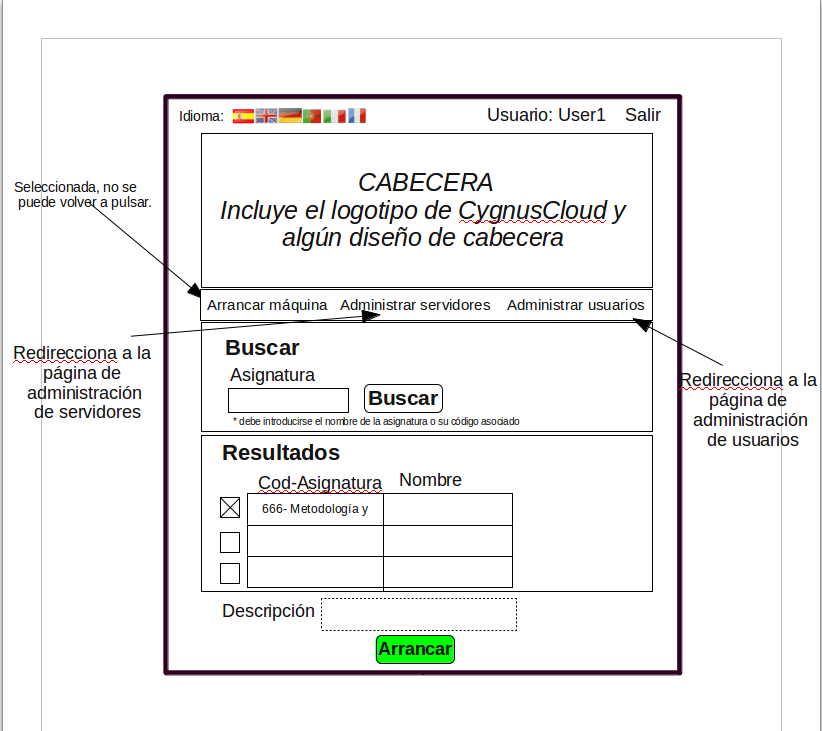 Idioma:
Usuario: User1
Salir
CABECERA
Incluye el logotipo de CygnusCloud y
algún diseño de cabecera
Seleccionada, no se
puede volver a pulsar.
Arrancar máquina
Administrar servidores
Administrar usuarios
Redirecciona a la
página de
administración
de servidores
Redirecciona a la
página de
administración
de usuarios
Buscar
Asignatura
Buscar
* debe introducirse el nombre de la asignatura o su código asociado
Resultados
Cod-Asignatura
Nombre
666- Metodología y
Descripción
Arrancar